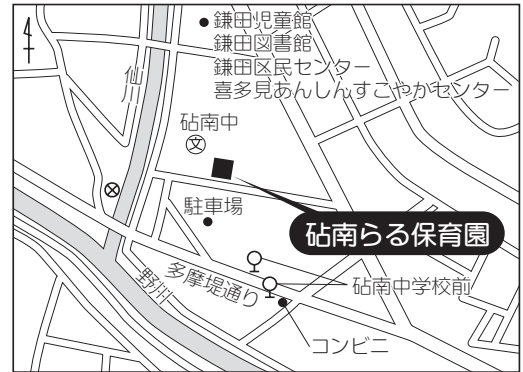 鎌田児童館
鎌田図書館
鎌田区民センター
喜多見あんしんすこやかセンター
仙川
砧南中
文
駐車場
砧南らる保育園
多摩堤通り
野川
砧南中学校前
コンビニ